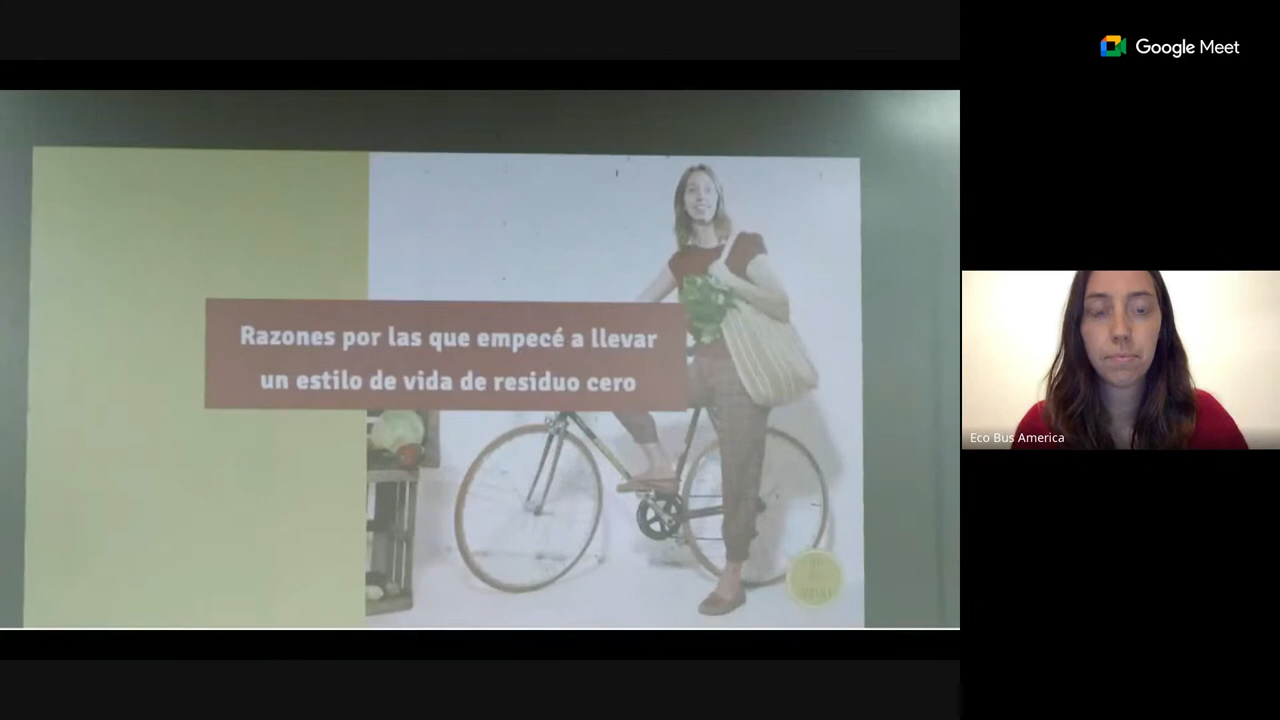 Google Meet
Razones por las que empecé a llevar
un estilo de vida de residuo cero
Eco Bus America